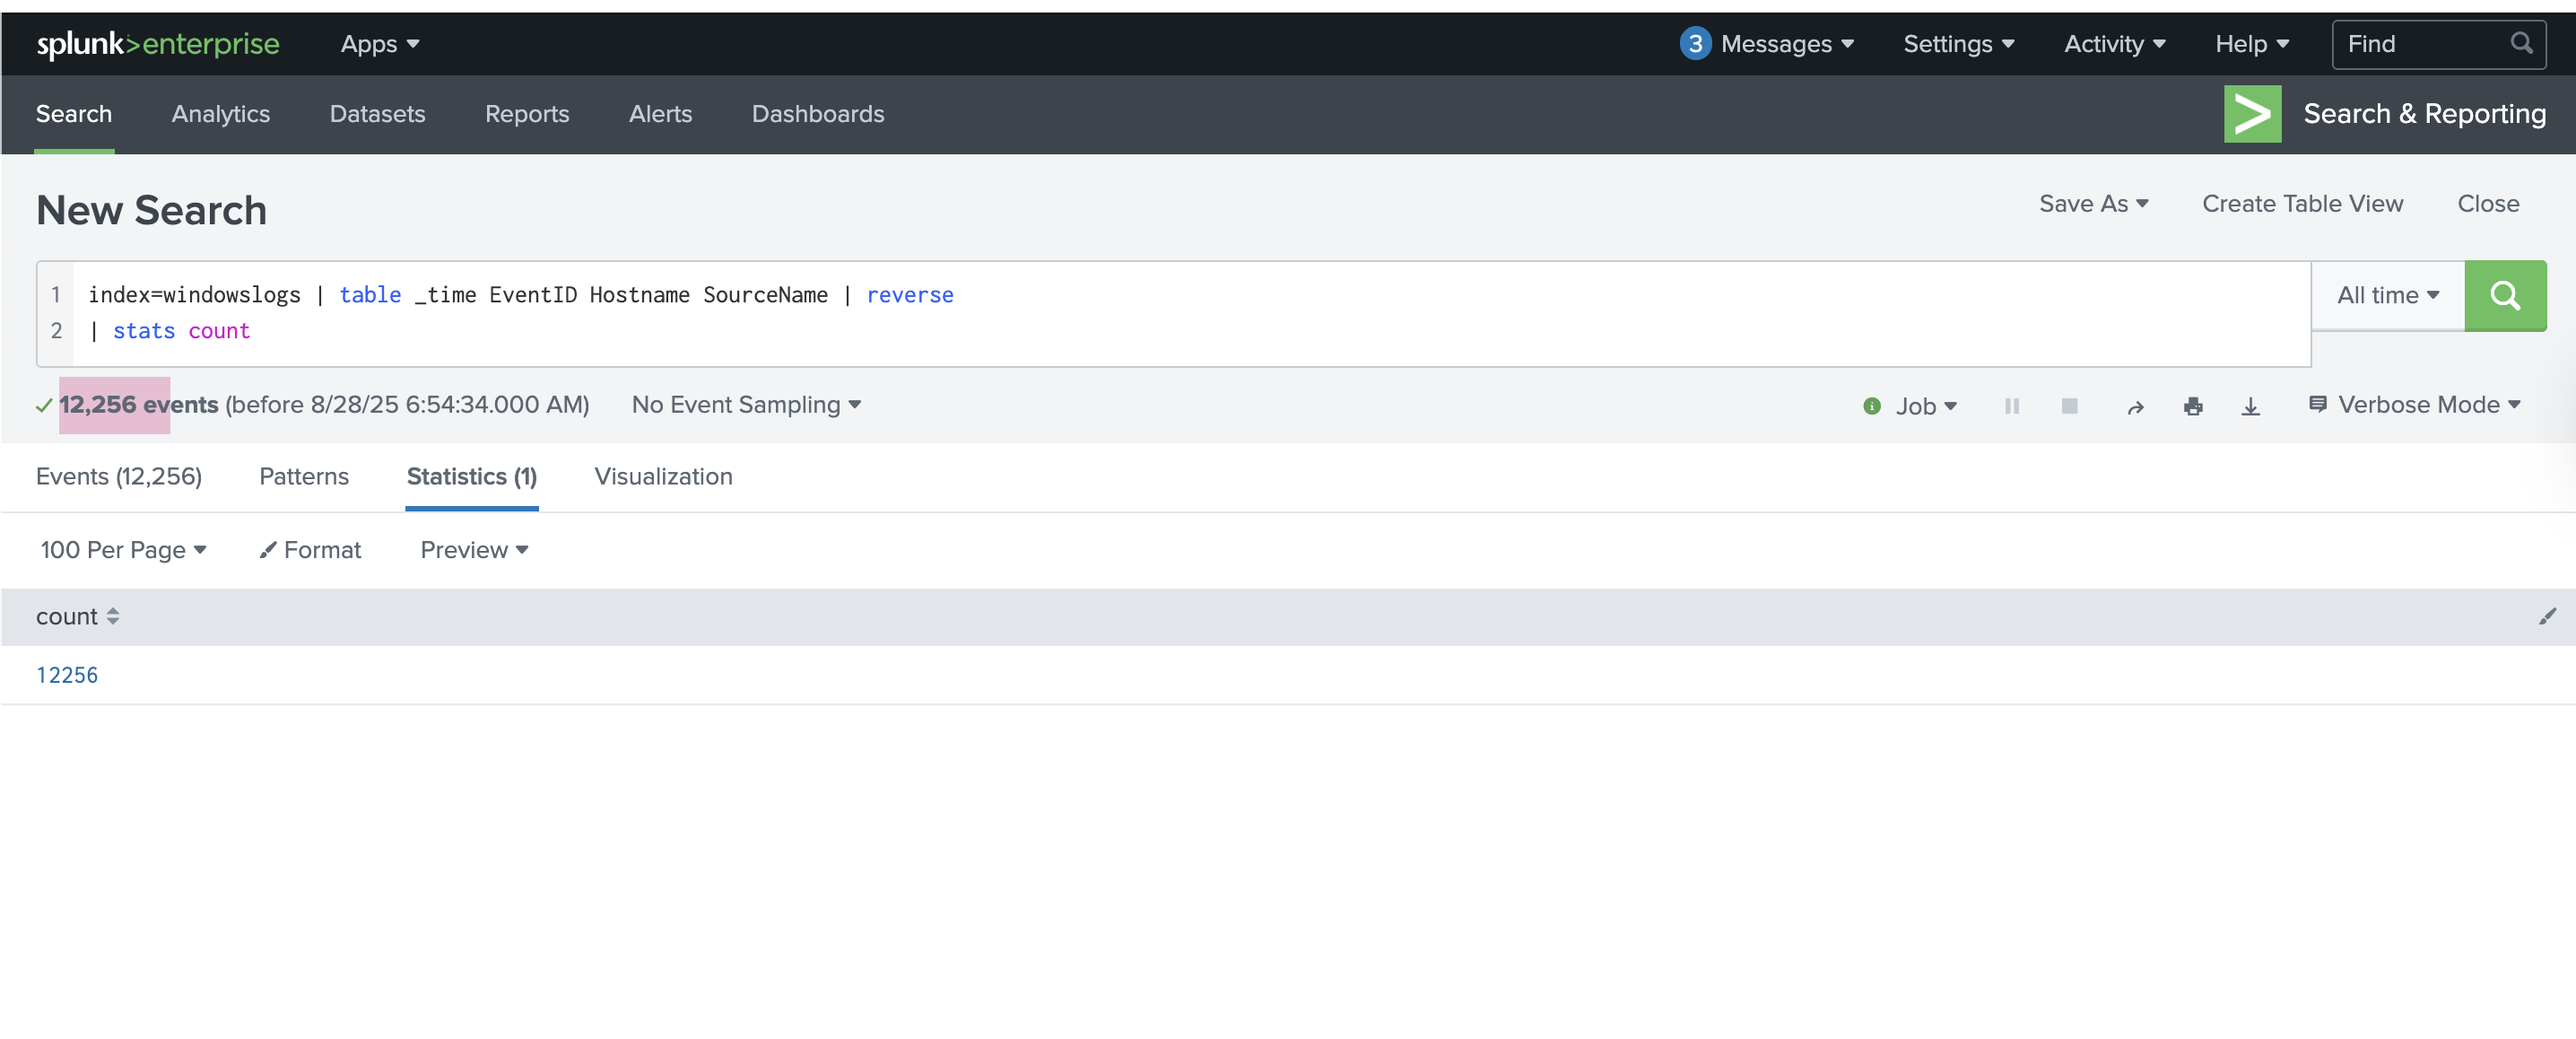 splunk>enterprise Apps 3 Messages Settings Activity Help Find
Search Analytics Datasets Reports Alerts Dashboards Search & Reporting
New Search Save As Create Table View Close
1 index=windowslogs | table _time EventID Hostname SourceName | reverse All time
2 | stats count
12,256 events (before 8/28/25 6:54:34.000 AM) No Event Sampling Job Verbose Mode
Events (12,256) Patterns Statistics (1) Visualization
100 Per Page Format Preview
count
12256